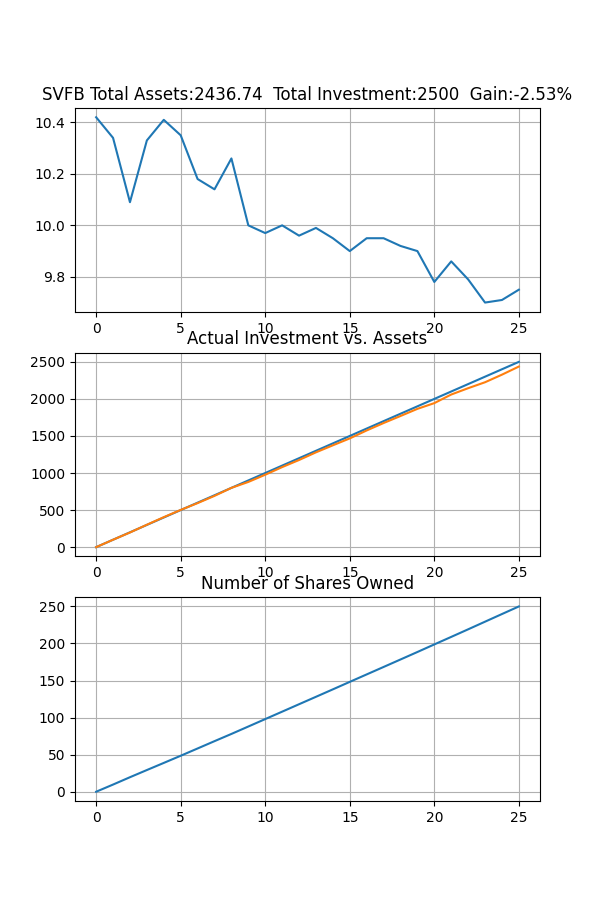 SVFB Total Assets:2436.74  Total Investment:2500  Gain:-2.53%
10.4
10.2
10.0
9.8
0 5 10 15 20 25
Actual Investment vs. Assets
2500
2000
1500
1000
500
0
0 5 10 15 20 25
Number of Shares Owned
250
200
150
100
50
0
0 5 10 15 20 25